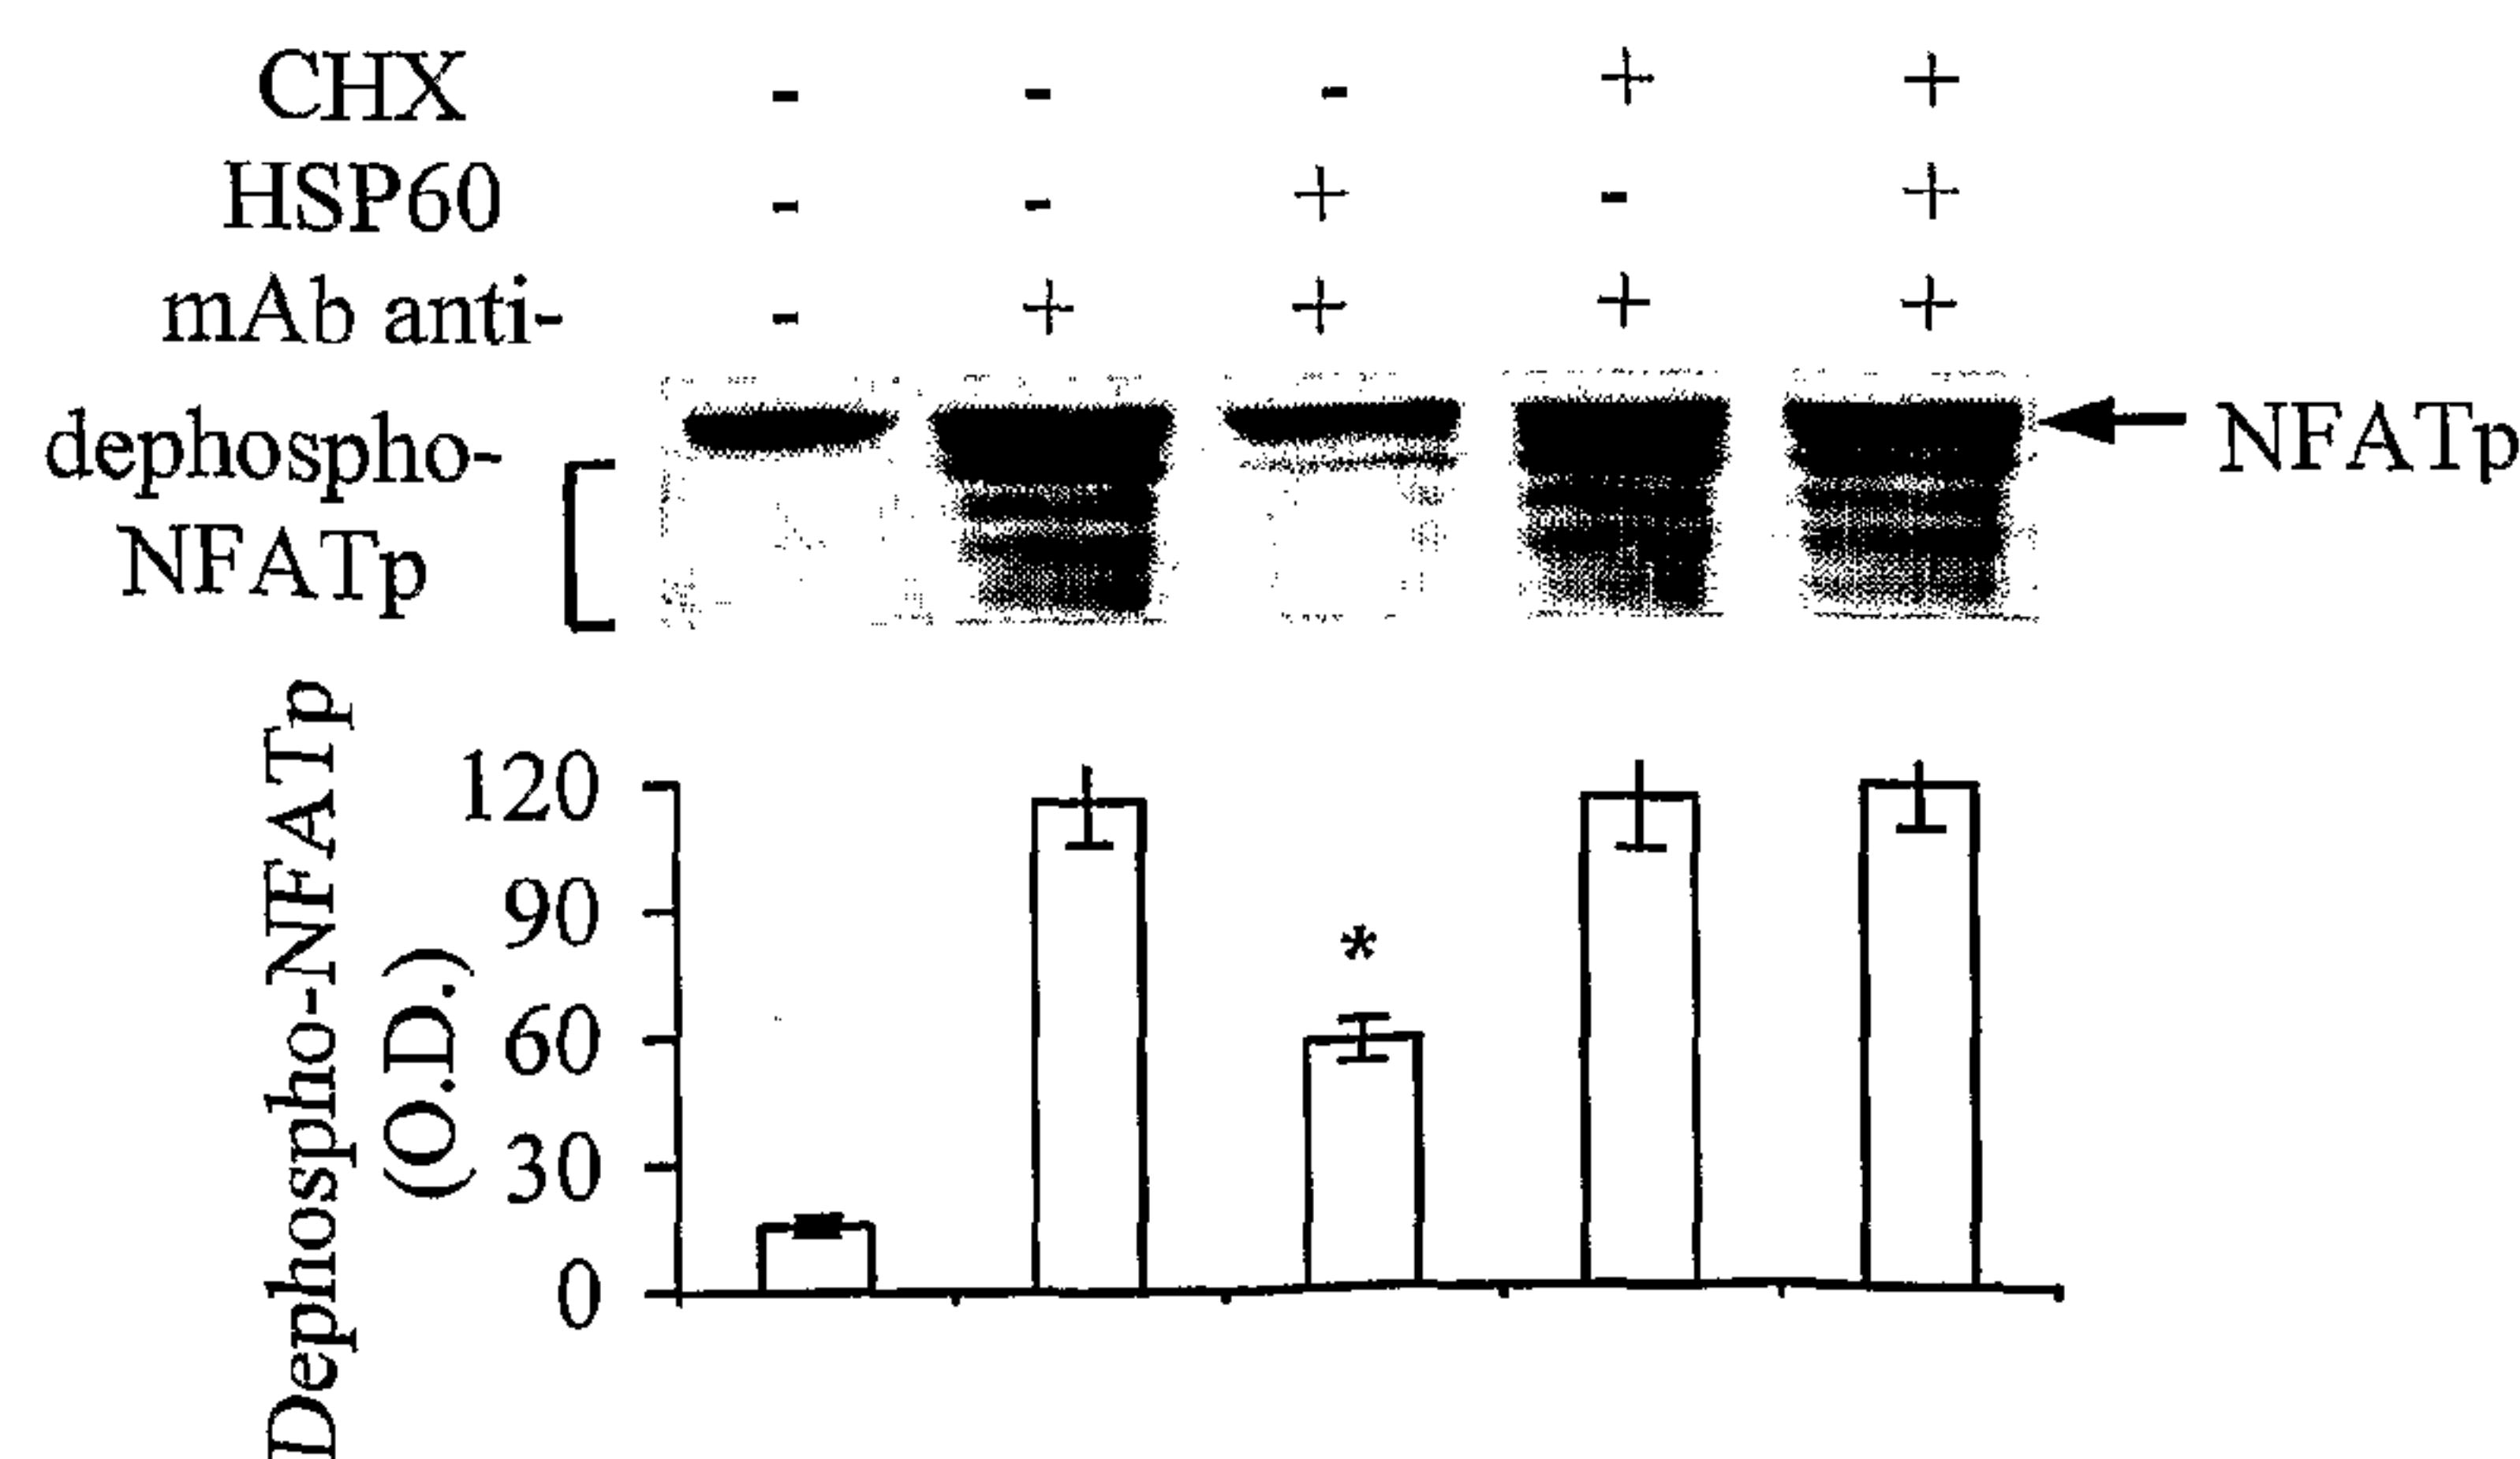 CHX - - - + +
HSP60 - - + - +
mAb anti- - + + + +
dephospho-
NFATp
NFATp
Dephospho-NFATp
(O.D.)
120
90
60
30
0
*